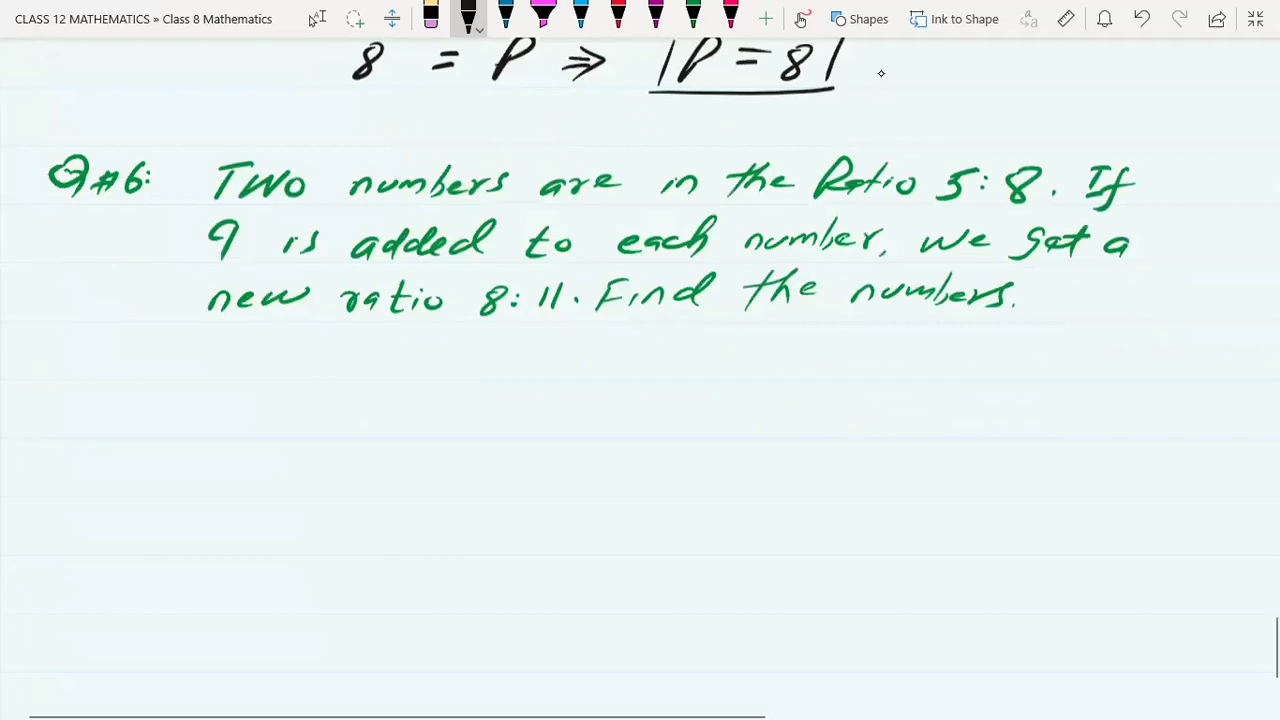 CLASS 12 MATHEMATICS » Class 8 Mathematics
Shapes
Ink to Shape
8 = P ⇒ |P = 8|
Q#6: Two numbers are in the Ratio 5:8. If
9 is added to each number, we get a
new ratio 8:11. Find the numbers.